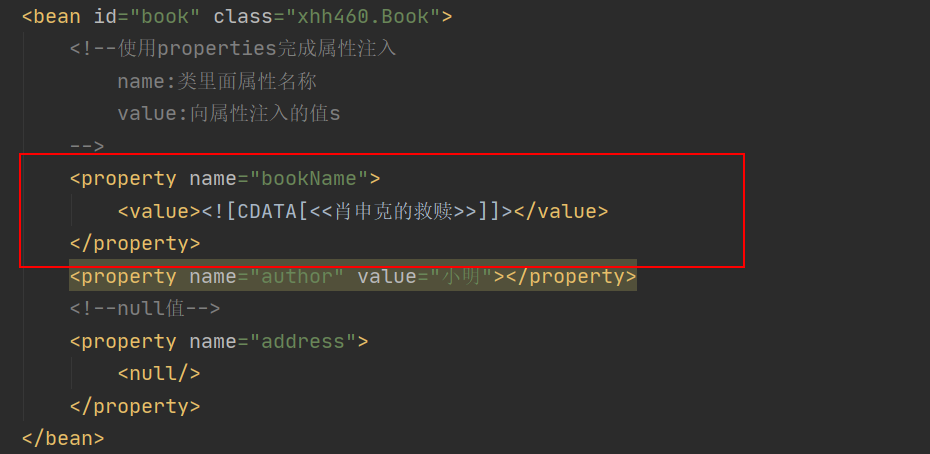 <bean id="book" class="xhh460.Book">
<!--使用properties完成属性注入
name:类里面属性名称
value:向属性注入的值s
-->
<property name="bookName">
<value><![CDATA[<<肖申克的救赎>>]]></value>
</property>
<property name="author" value="小明"></property>
<!--null值-->
<property name="address">
<null/>
</property>
</bean>